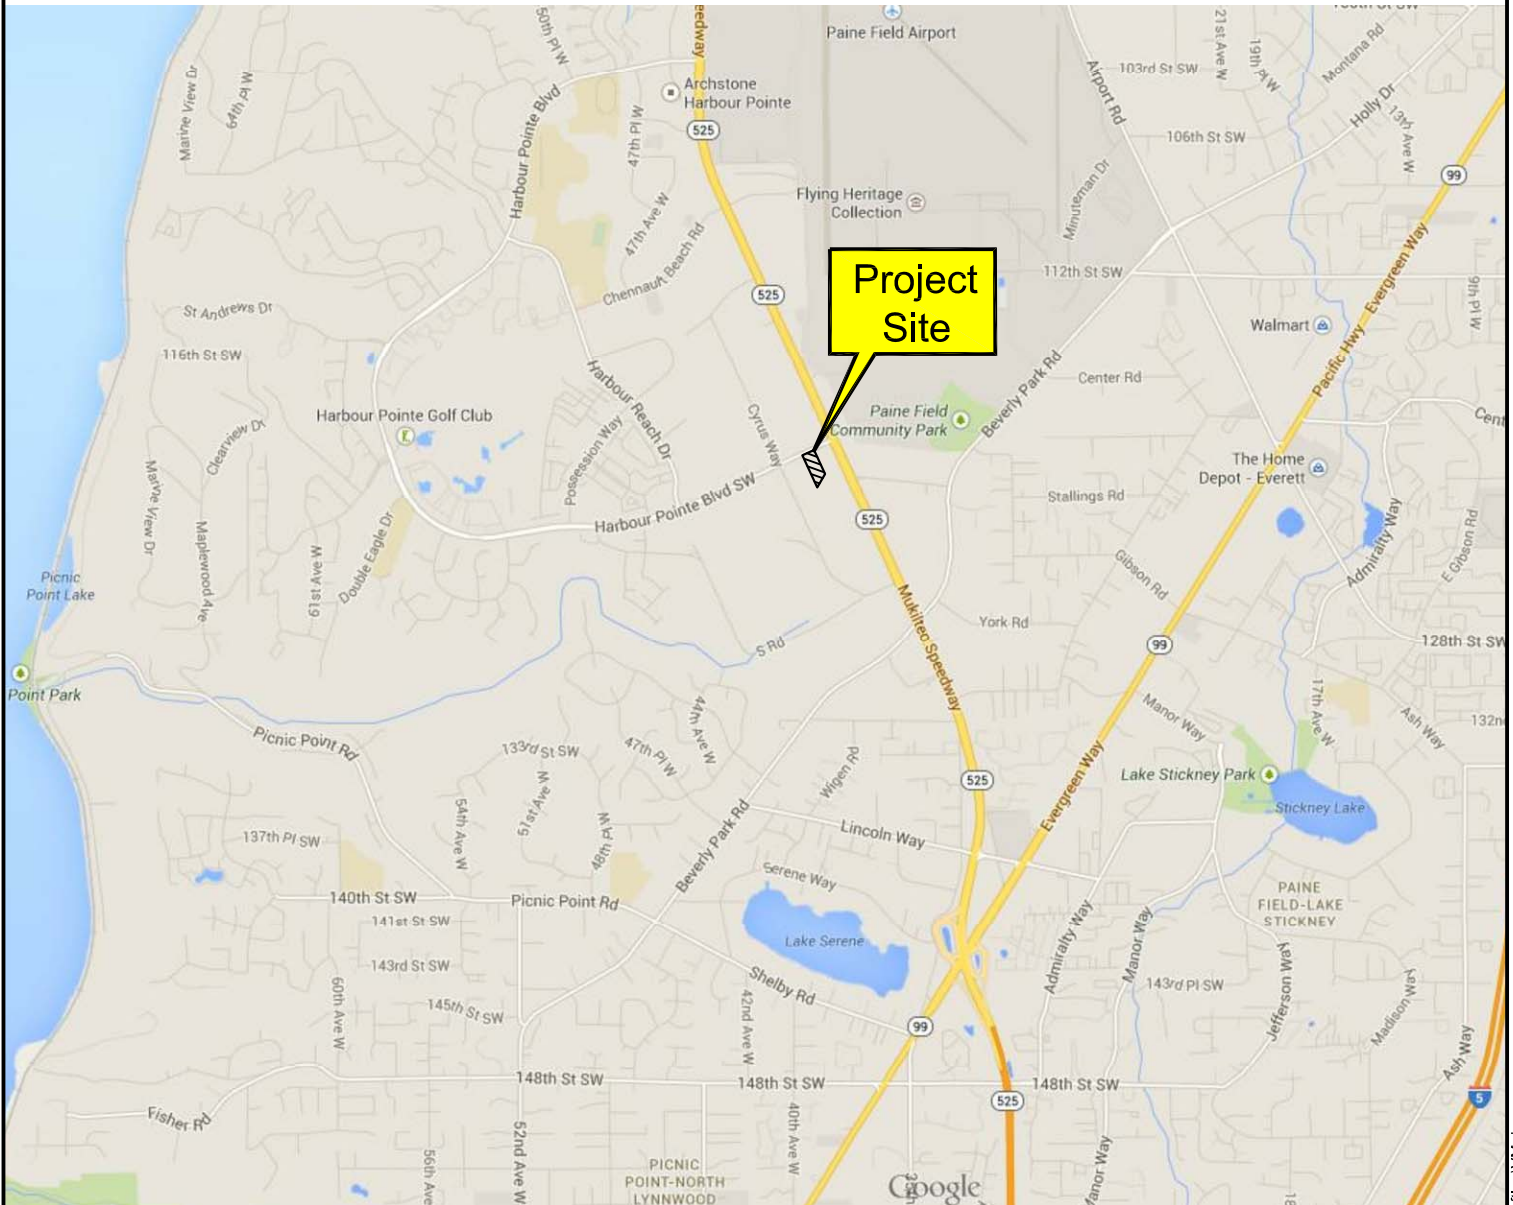 50th Pl W
eedway
Paine Field Airport
21st Ave W
19th Pl W
Montana Rd
Marine View Dr
64th Pl W
Harbour Pointe Blvd
Archstone
Harbour Pointe
47th Pl W
525
Airport Rd
103rd St SW
Holly Dr
13th Ave W
106th St SW
99
Flying Heritage
Collection
Minuteman Dr
47th Ave W
Chennault Beach Rd
112th St SW
Evergreen Way
9th Pl W
Project
Site
525
St Andrews Dr
116th St SW
Walmart
Pacific Hwy
Harbour Reach Dr
Beverly Park Rd
Center Rd
Harbour Pointe Golf Club
Cyrus Way
Paine Field
Community Park
Cent
Clearview Dr
Possession Way
The Home
Depot - Everett
Marine View Dr
Harbour Pointe Blvd SW
Stallings Rd
525
Maplewood Ave
61st Ave W
Double Eagle Dr
Admiralty Way
E Gibson Rd
Gibson Rd
Picnic
Point Lake
Mukilteo Speedway
York Rd
S Rd
99
128th St SW
Point Park
44th Ave W
Manor Way
17th Ave W
Ash Way
132n
Picnic Point Rd
133rd St SW
47th Pl W
Wigen Rd
525
Evergreen Way
Lake Stickney Park
Stickney Lake
54th Ave W
51st Ave W
48th Pl W
137th Pl SW
Beverly Park Rd
Lincoln Way
Serene Way
140th St SW
Picnic Point Rd
PAINE
FIELD-LAKE
STICKNEY
141st St SW
Lake Serene
Admiralty Way
Manor Way
143rd St SW
Shelby Rd
143rd Pl SW
Jefferson Way
Madison Way
60th Ave W
145th St SW
42nd Ave W
99
Ash Way
148th St SW
148th St SW
148th St SW
525
5
Fisher Rd
40th Ave W
52nd Ave W
56th Ave
Manor Way
PICNIC
POINT-NORTH
LYNNWOOD
Google